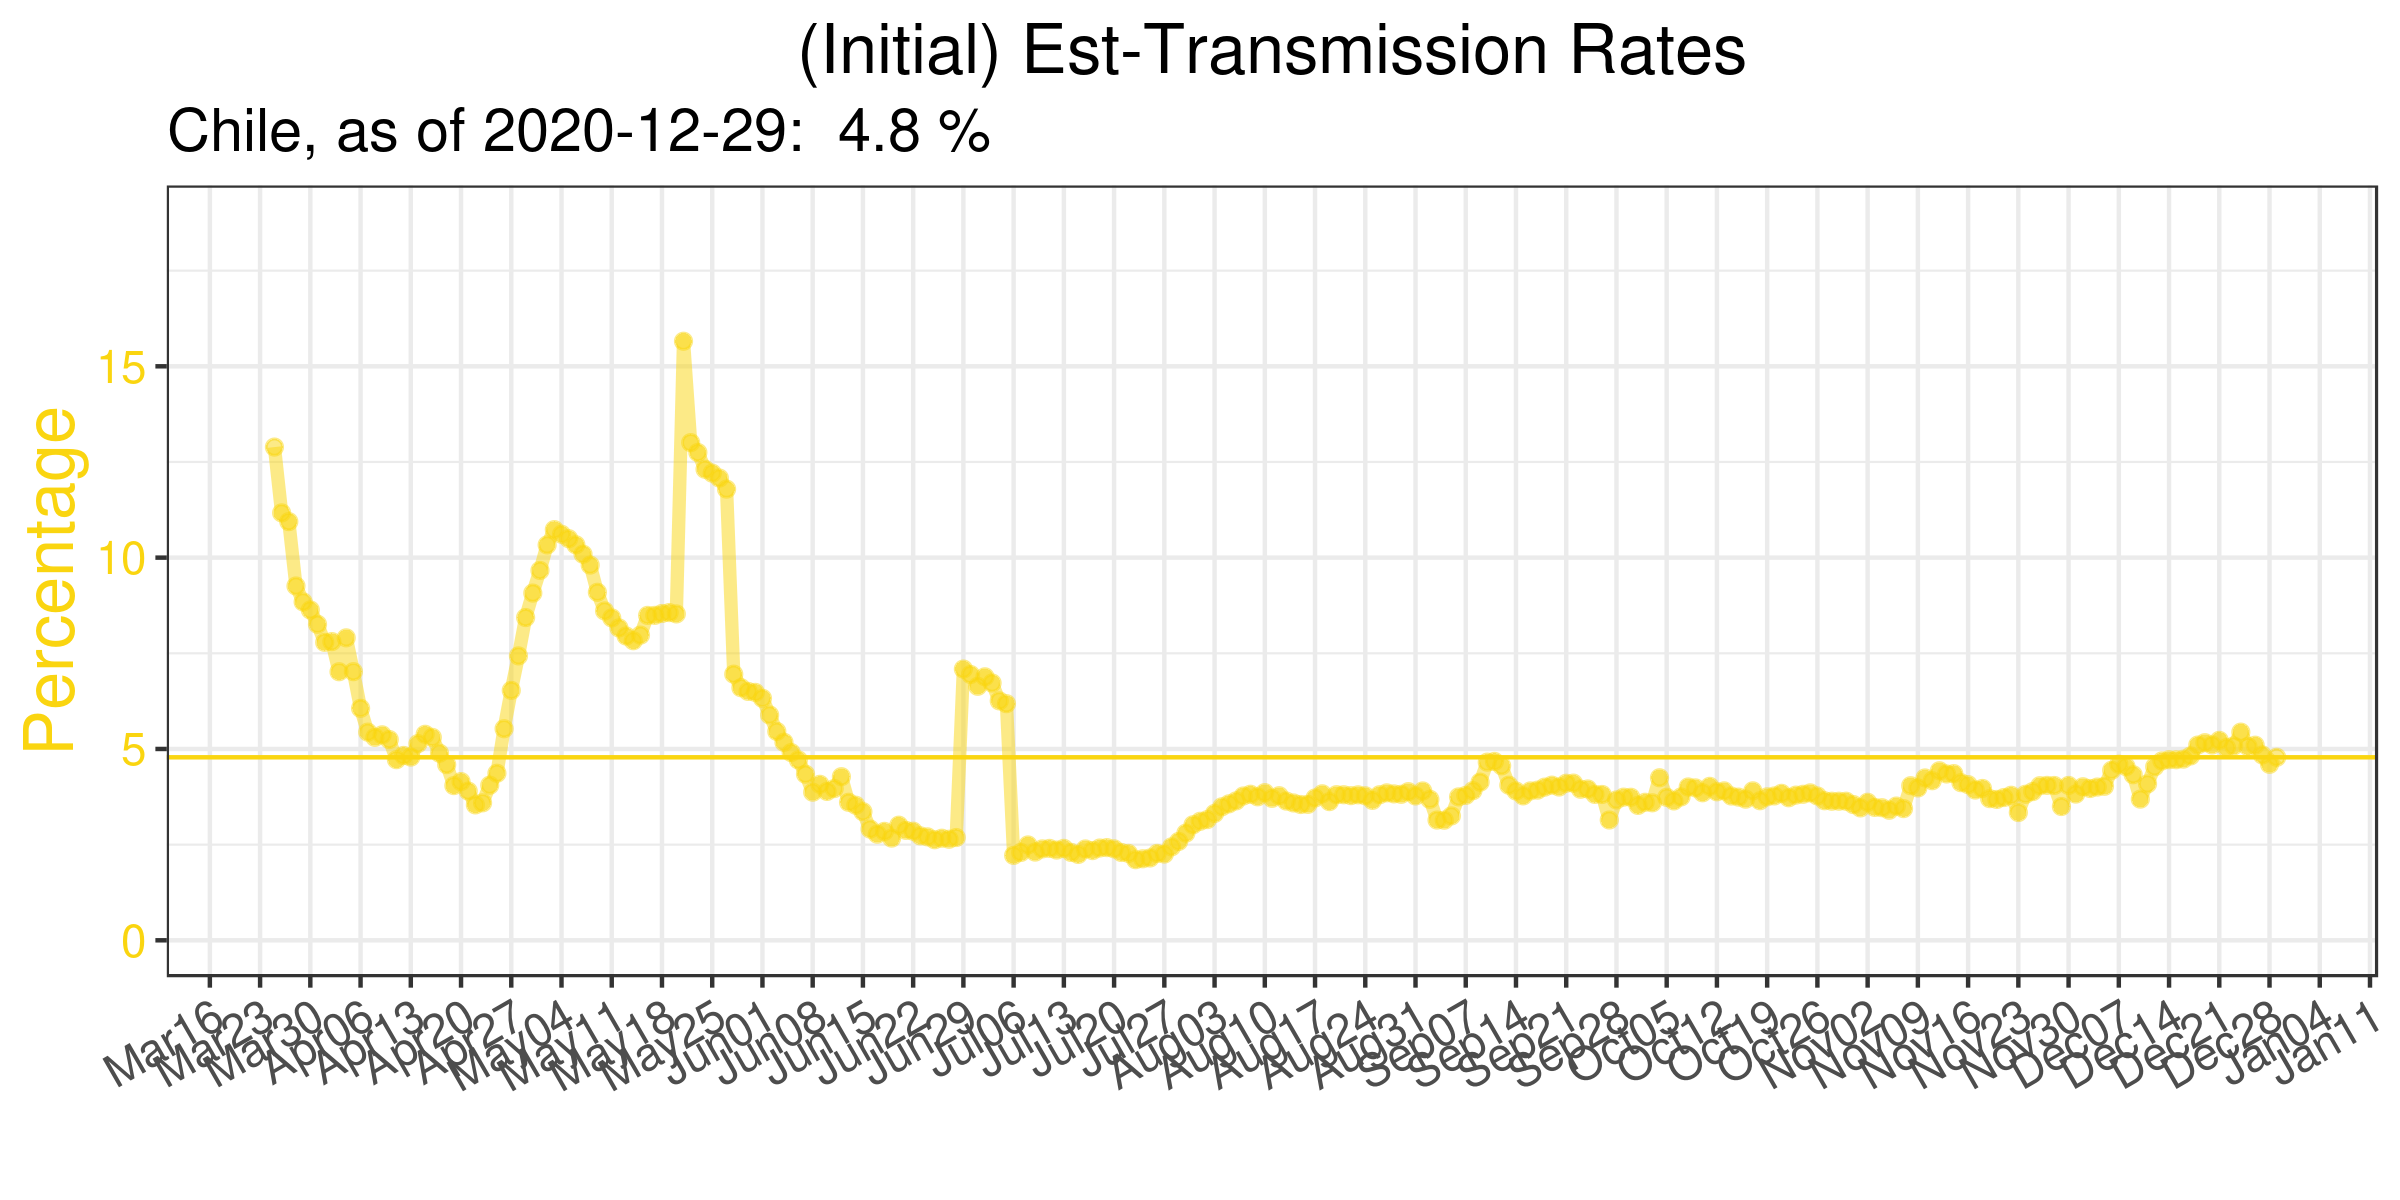 (Initial) Est-Transmission Rates
Chile, as of 2020-12-29:  4.8 %
Percentage
15
10
5
0
Mar16
Mar23
Mar30
Apr06
Apr13
Apr20
Apr27
May04
May11
May18
May25
Jun01
Jun08
Jun15
Jun22
Jun29
Jul06
Jul13
Jul20
Jul27
Aug03
Aug10
Aug17
Aug24
Aug31
Sep07
Sep14
Sep21
Sep28
Oct05
Oct12
Oct19
Oct26
Nov02
Nov09
Nov16
Nov23
Nov30
Dec07
Dec14
Dec21
Dec28
Jan04
Jan11